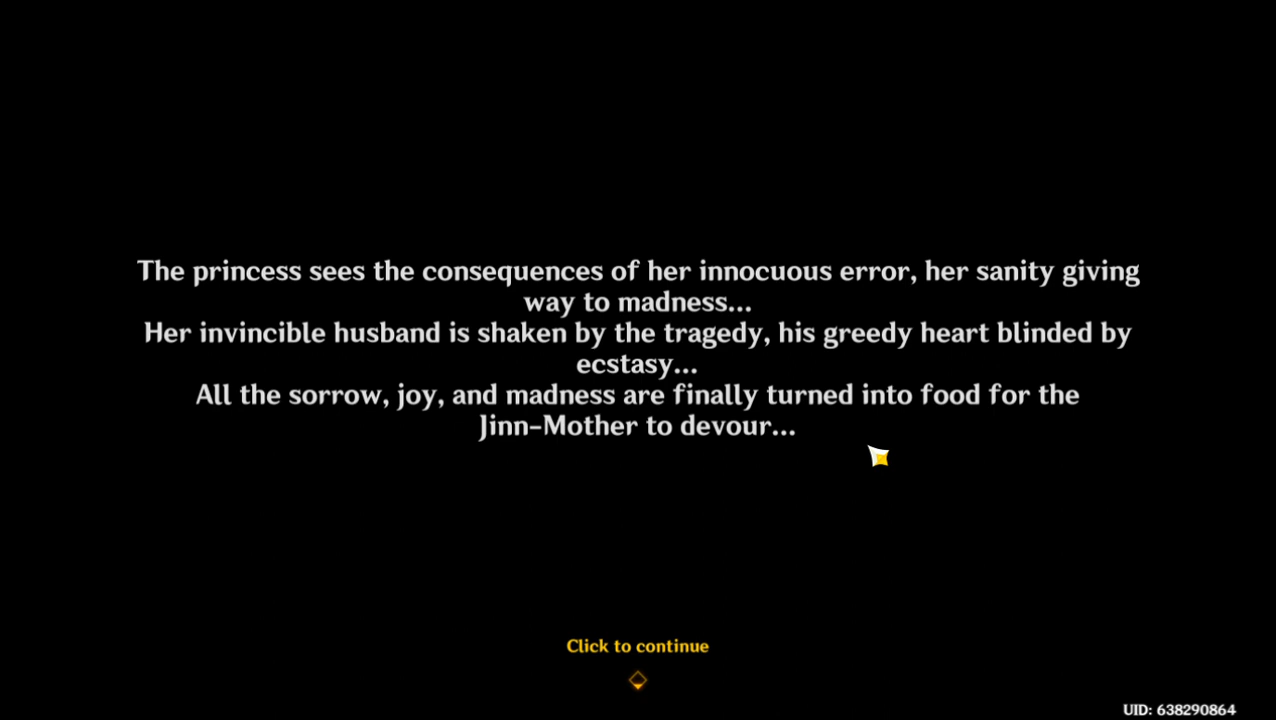 The princess sees the consequences of her innocuous error, her sanity giving
way to madness...
Her invincible husband is shaken by the tragedy, his greedy heart blinded by
ecstasy...
All the sorrow, joy, and madness are finally turned into food for the
Jinn-Mother to devour...
Click to continue
UID: 638290864